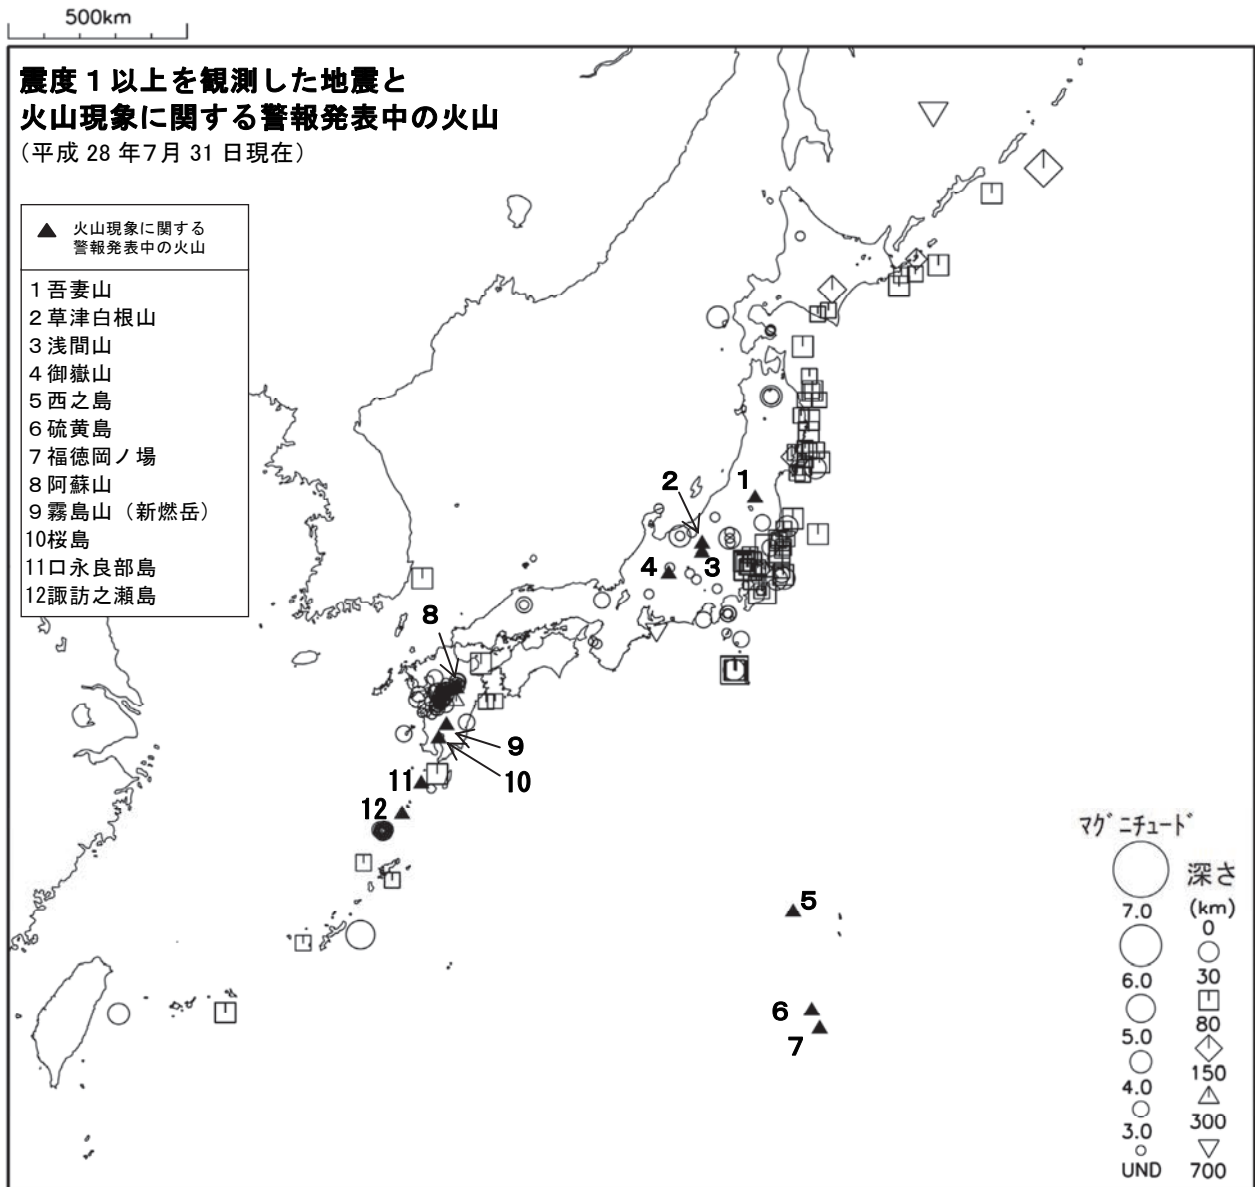 500km
震度１以上を観測した地震と
火山現象に関する警報発表中の火山
（平成 28 年７月 31 日現在）
▲ 火山現象に関する
警報発表中の火山
１吾妻山
２草津白根山
３浅間山
４御嶽山
５西之島
６硫黄島
７福徳岡ノ場
８阿蘇山
９霧島山（新燃岳）
10桜島
11口永良部島
12諏訪之瀬島
1
2
3
4
8
9
10
11
12
5
6
7
マグニチュード
7.0
6.0
5.0
4.0
3.0
UND
深さ
(km)
0
30
80
150
300
700